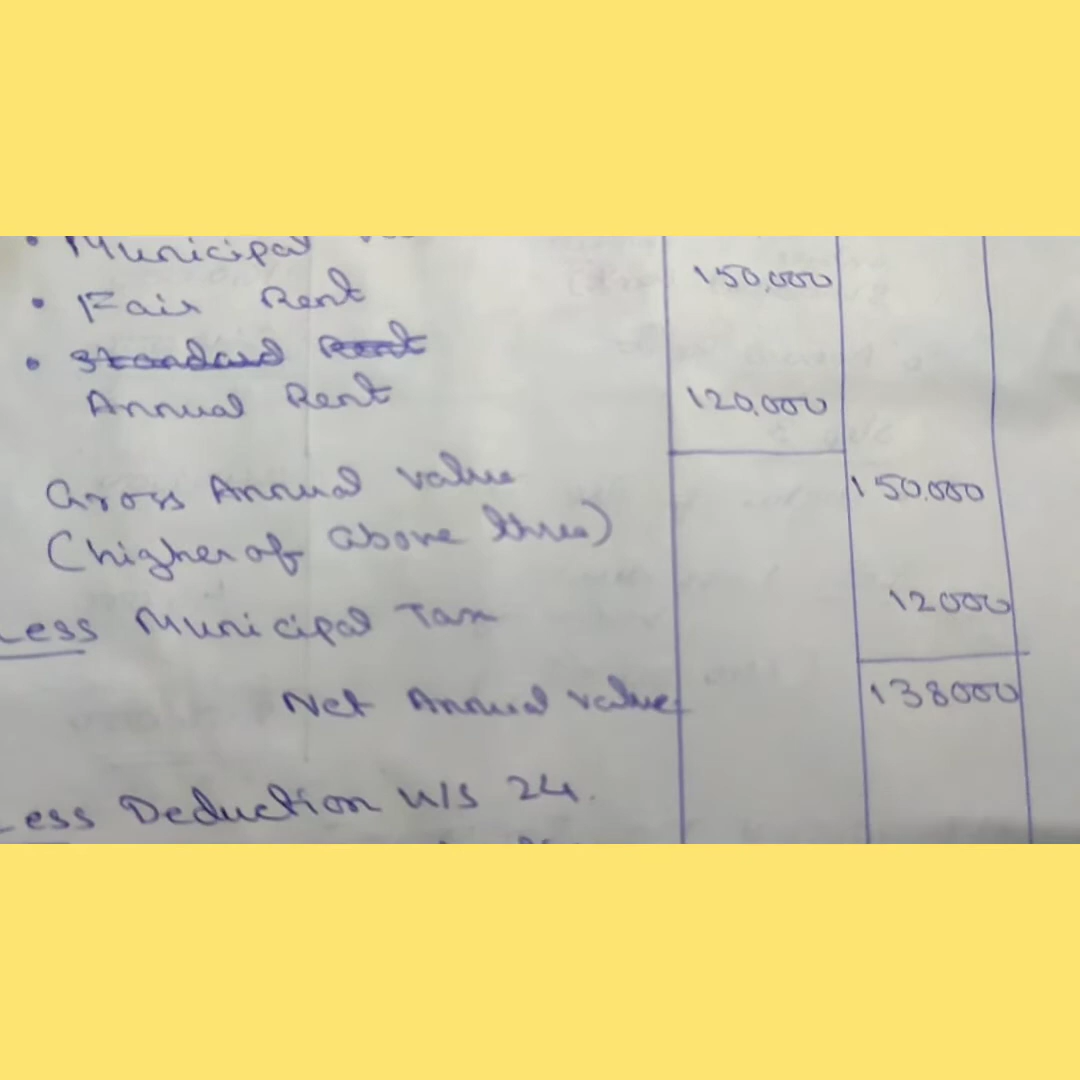 • Municipal
• Fair Rent 150,000
• Standard Rent
Annual Rent 120,000
Gross Annual Value 150,000
(higher of above three)
Less Municipal Tax 12000
Net Annual Value 138000
Less Deduction U/S 24.